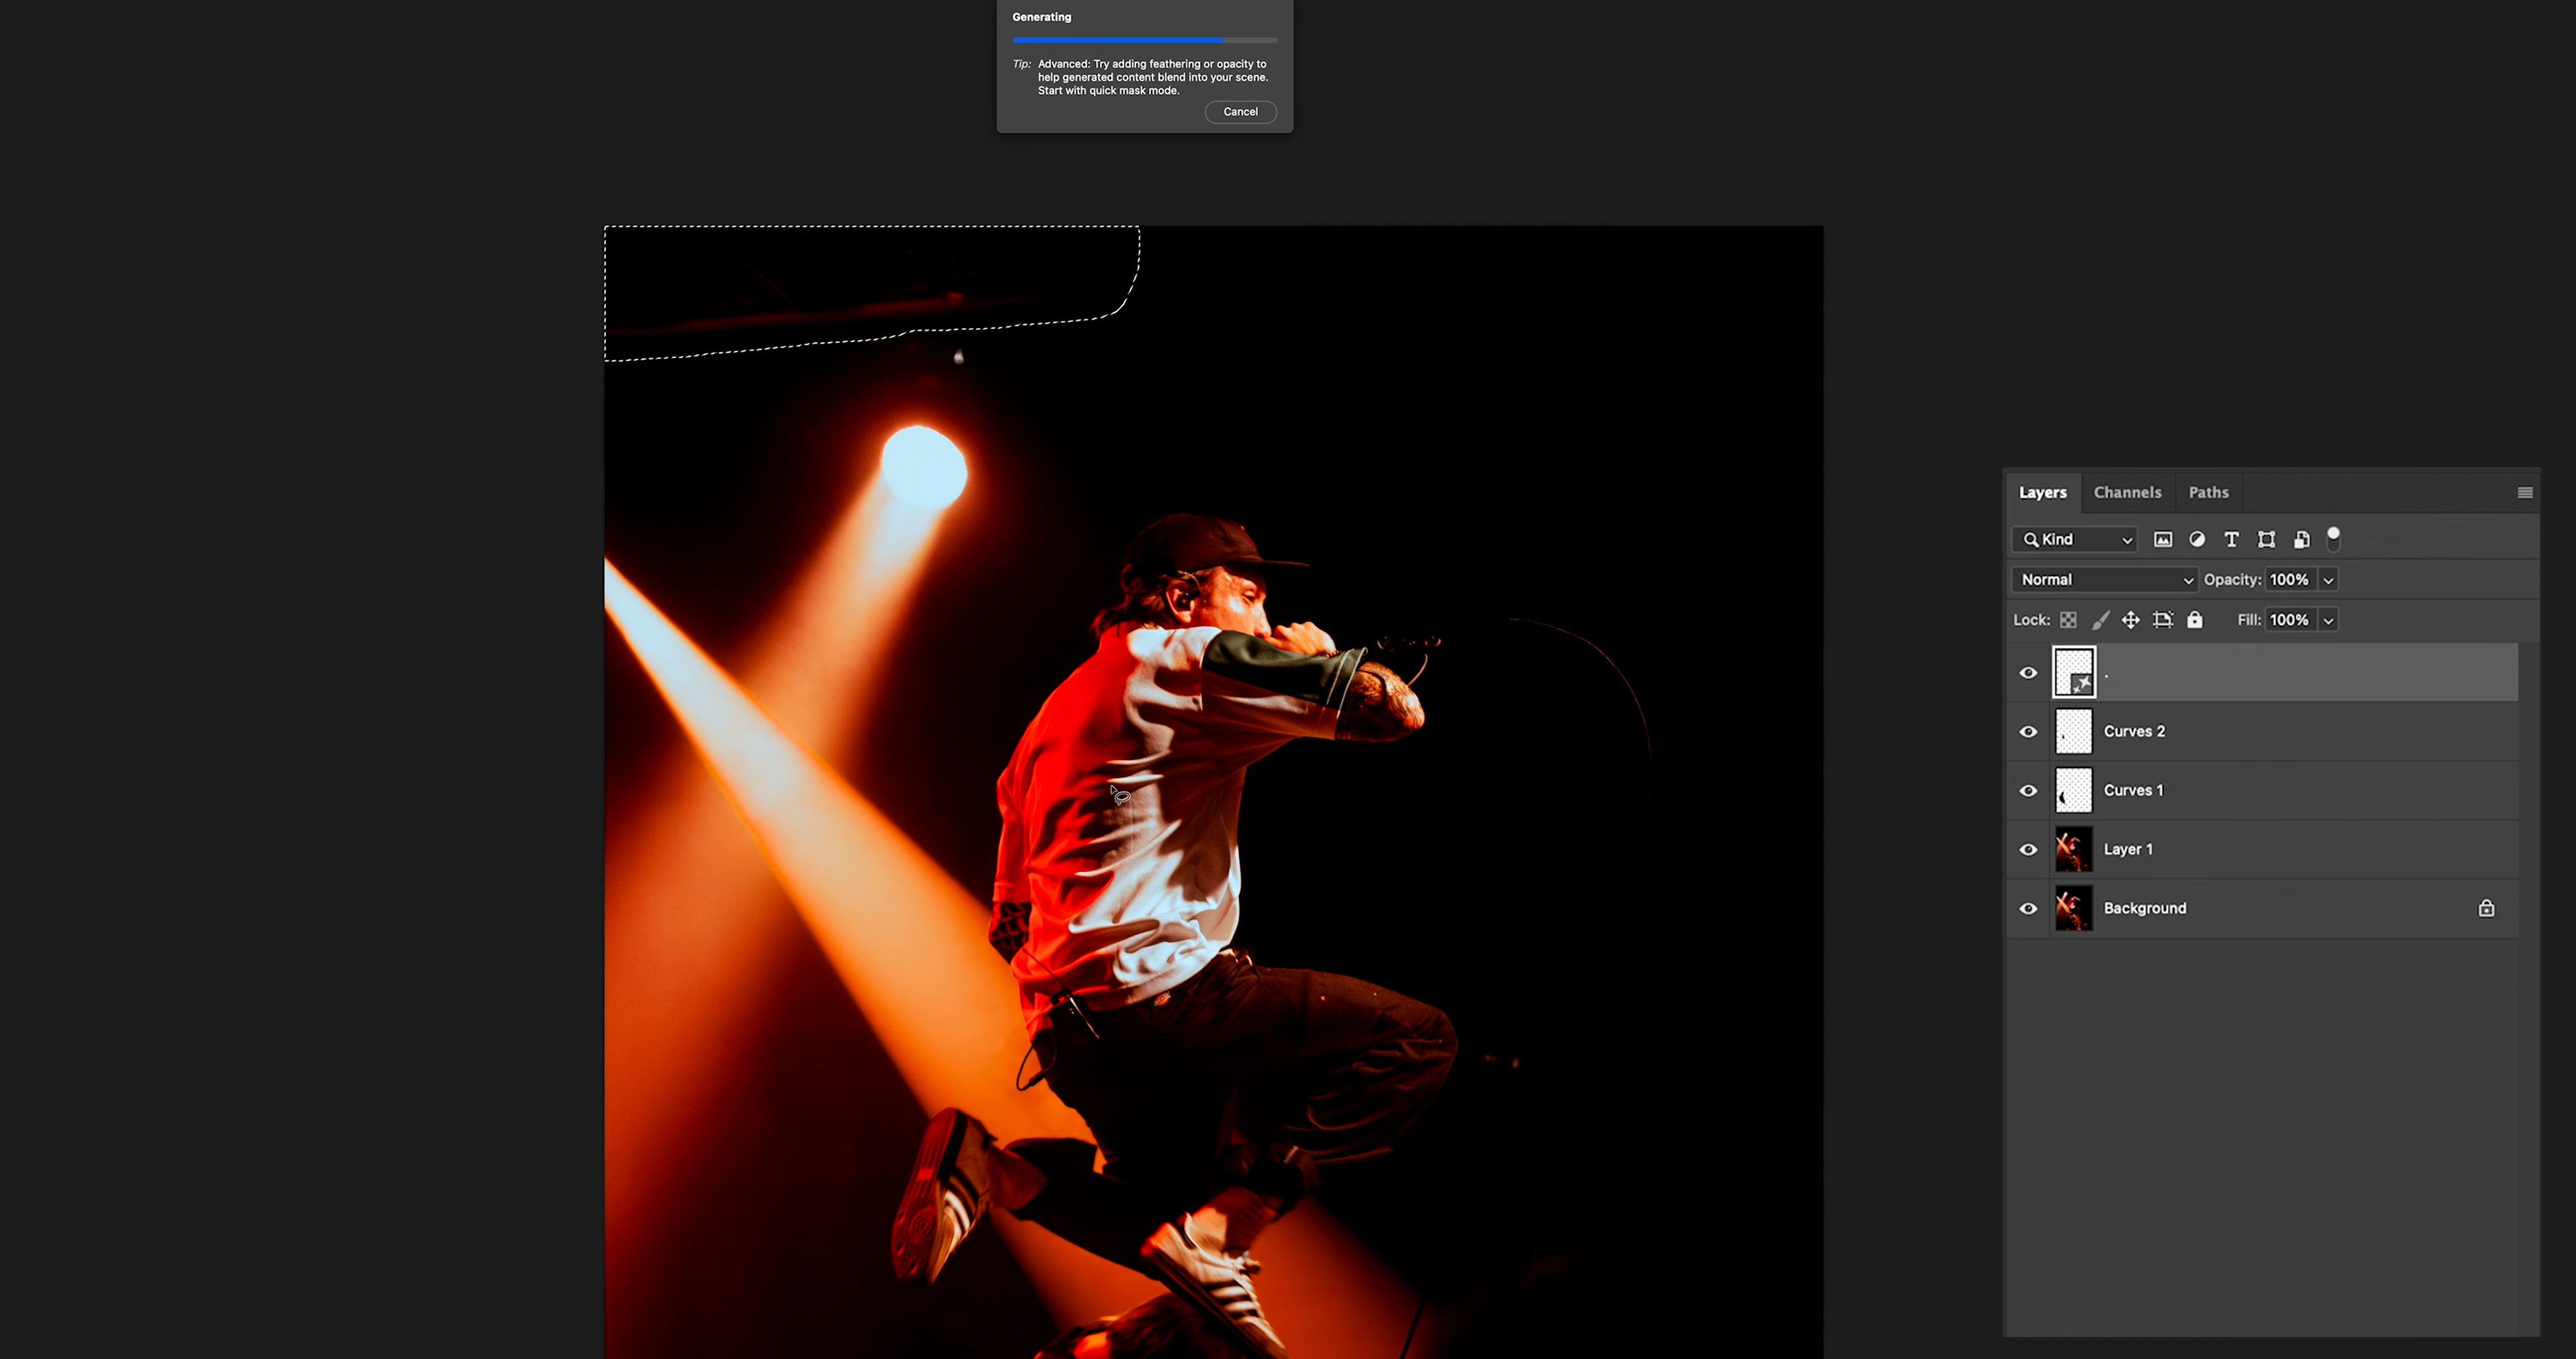 Generating
Tip: Advanced: Try adding feathering or opacity to
help generated content blend into your scene.
Start with quick mask mode.
Cancel
Layers Channels Paths
Kind
Normal Opacity: 100%
Lock: Fill: 100%
.
Curves 2
Curves 1
Layer 1
Background